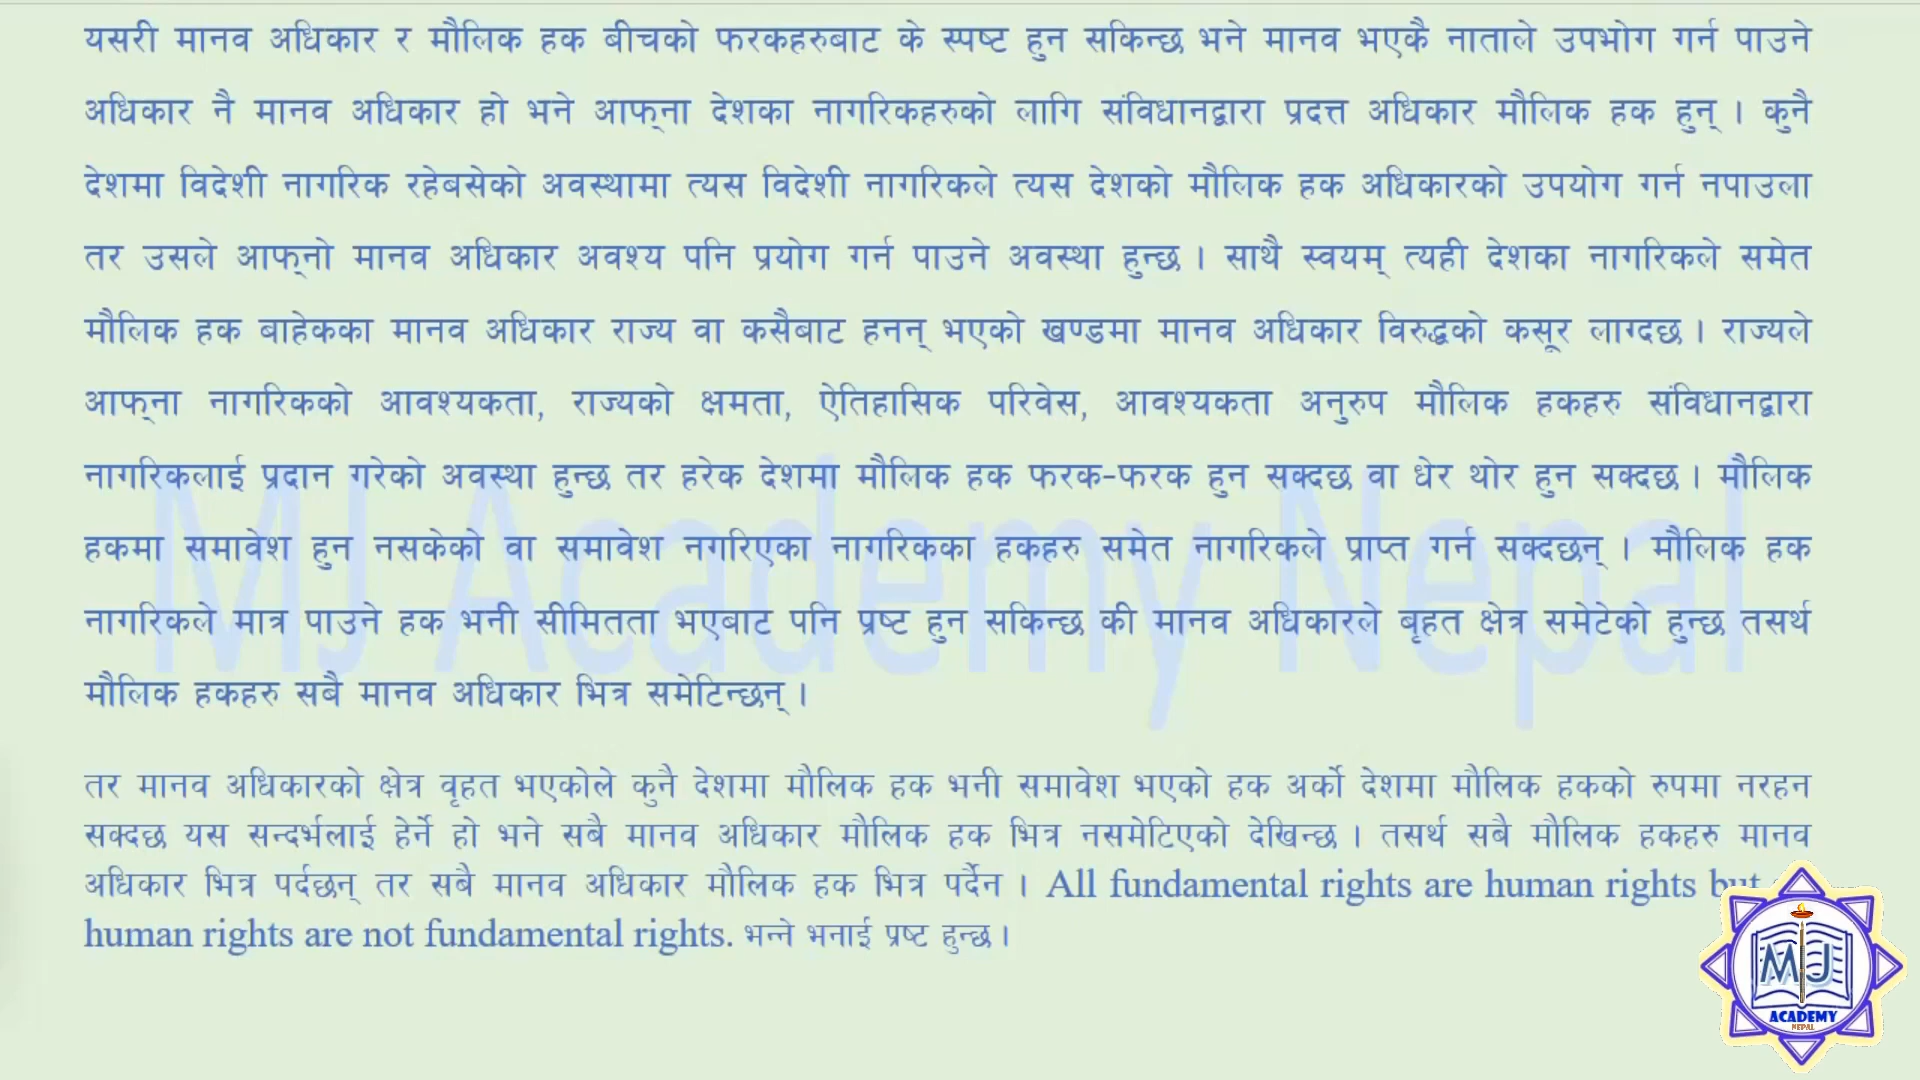 यसरी मानव अधिकार र मौलिक हक बीचको फरकहरुबाट के स्पष्ट हुन सकिन्छ भने मानव भएकै नाताले उपभोग गर्न पाउने
अधिकार नै मानव अधिकार हो भने आफ्‌ना देशका नागरिकहरुको लागि संविधानद्वारा प्रदत्त अधिकार मौलिक हक हुन् । कुनै
देशमा विदेशी नागरिक रहेबसेको अवस्थामा त्यस विदेशी नागरिकले त्यस देशको मौलिक हक अधिकारको उपयोग गर्न नपाउला
तर उसले आफ्‌नो मानव अधिकार अवश्य पनि प्रयोग गर्न पाउने अवस्था हुन्छ । साथै स्वयम् त्यही देशका नागरिकले समेत
मौलिक हक बाहेकका मानव अधिकार राज्य वा कसैबाट हनन् भएको खण्डमा मानव अधिकार विरुद्धको कसूर लाग्दछ । राज्यले
आफ्‌ना नागरिकको आवश्यकता, राज्यको क्षमता, ऐतिहासिक परिवेस, आवश्यकता अनुरुप मौलिक हकहरु संविधानद्वारा
नागरिकलाई प्रदान गरेको अवस्था हुन्छ तर हरेक देशमा मौलिक हक फरक-फरक हुन सक्दछ वा धेर थोर हुन सक्दछ । मौलिक
हकमा समावेश हुन नसकेको वा समावेश नगरिएका नागरिकका हकहरु समेत नागरिकले प्राप्त गर्न सक्दछन् । मौलिक हक
नागरिकले मात्र पाउने हक भनी सीमितता भएबाट पनि प्रष्ट हुन सकिन्छ की मानव अधिकारले बृहत क्षेत्र समेटेको हुन्छ तसर्थ
मौलिक हकहरु सबै मानव अधिकार भित्र समेटिन्छन् ।
तर मानव अधिकारको क्षेत्र वृहत भएकोले कुनै देशमा मौलिक हक भनी समावेश भएको हक अर्को देशमा मौलिक हकको रुपमा नरहन
सक्दछ यस सन्दर्भलाई हेर्ने हो भने सबै मानव अधिकार मौलिक हक भित्र नसमेटिएको देखिन्छ । तसर्थ सबै मौलिक हकहरु मानव
अधिकार भित्र पर्दछन् तर सबै मानव अधिकार मौलिक हक भित्र पर्दैन । All fundamental rights are human rights but
human rights are not fundamental rights. भन्ने भनाई प्रष्ट हुन्छ ।
MJ Academy Nepal
MJ
ACADEMY
NEPAL